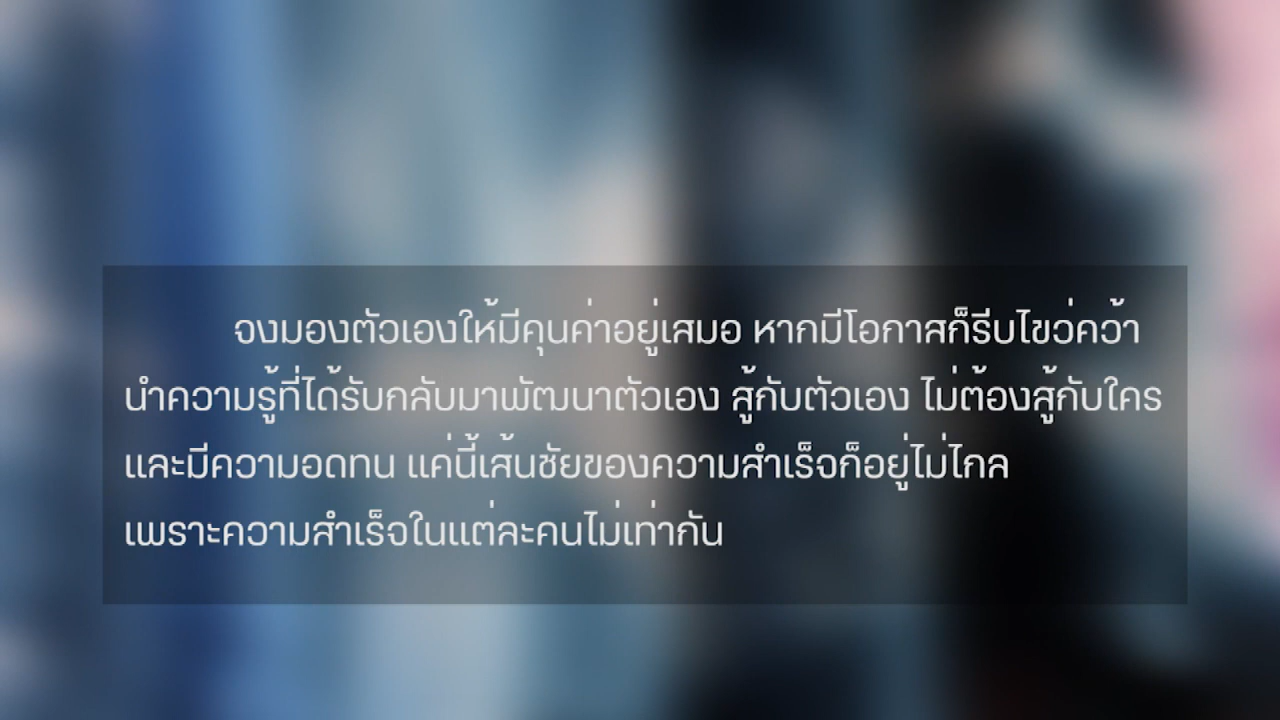 จงมองตัวเองให้มีคุนค่าอยู่เสมอ หากมีโอกาสก็รีบไขว่คว้า
นำความรู้ที่ได้รับกลับมาพัฒนาตัวเอง สู้กับตัวเอง ไม่ต้องสู้กับใคร
และมีความอดทน แค่นี้เส้นชัยของความสำเร็จก็อยู่ไม่ไกล
เพราะความสำเร็จในแต่ละคนไม่เท่ากัน